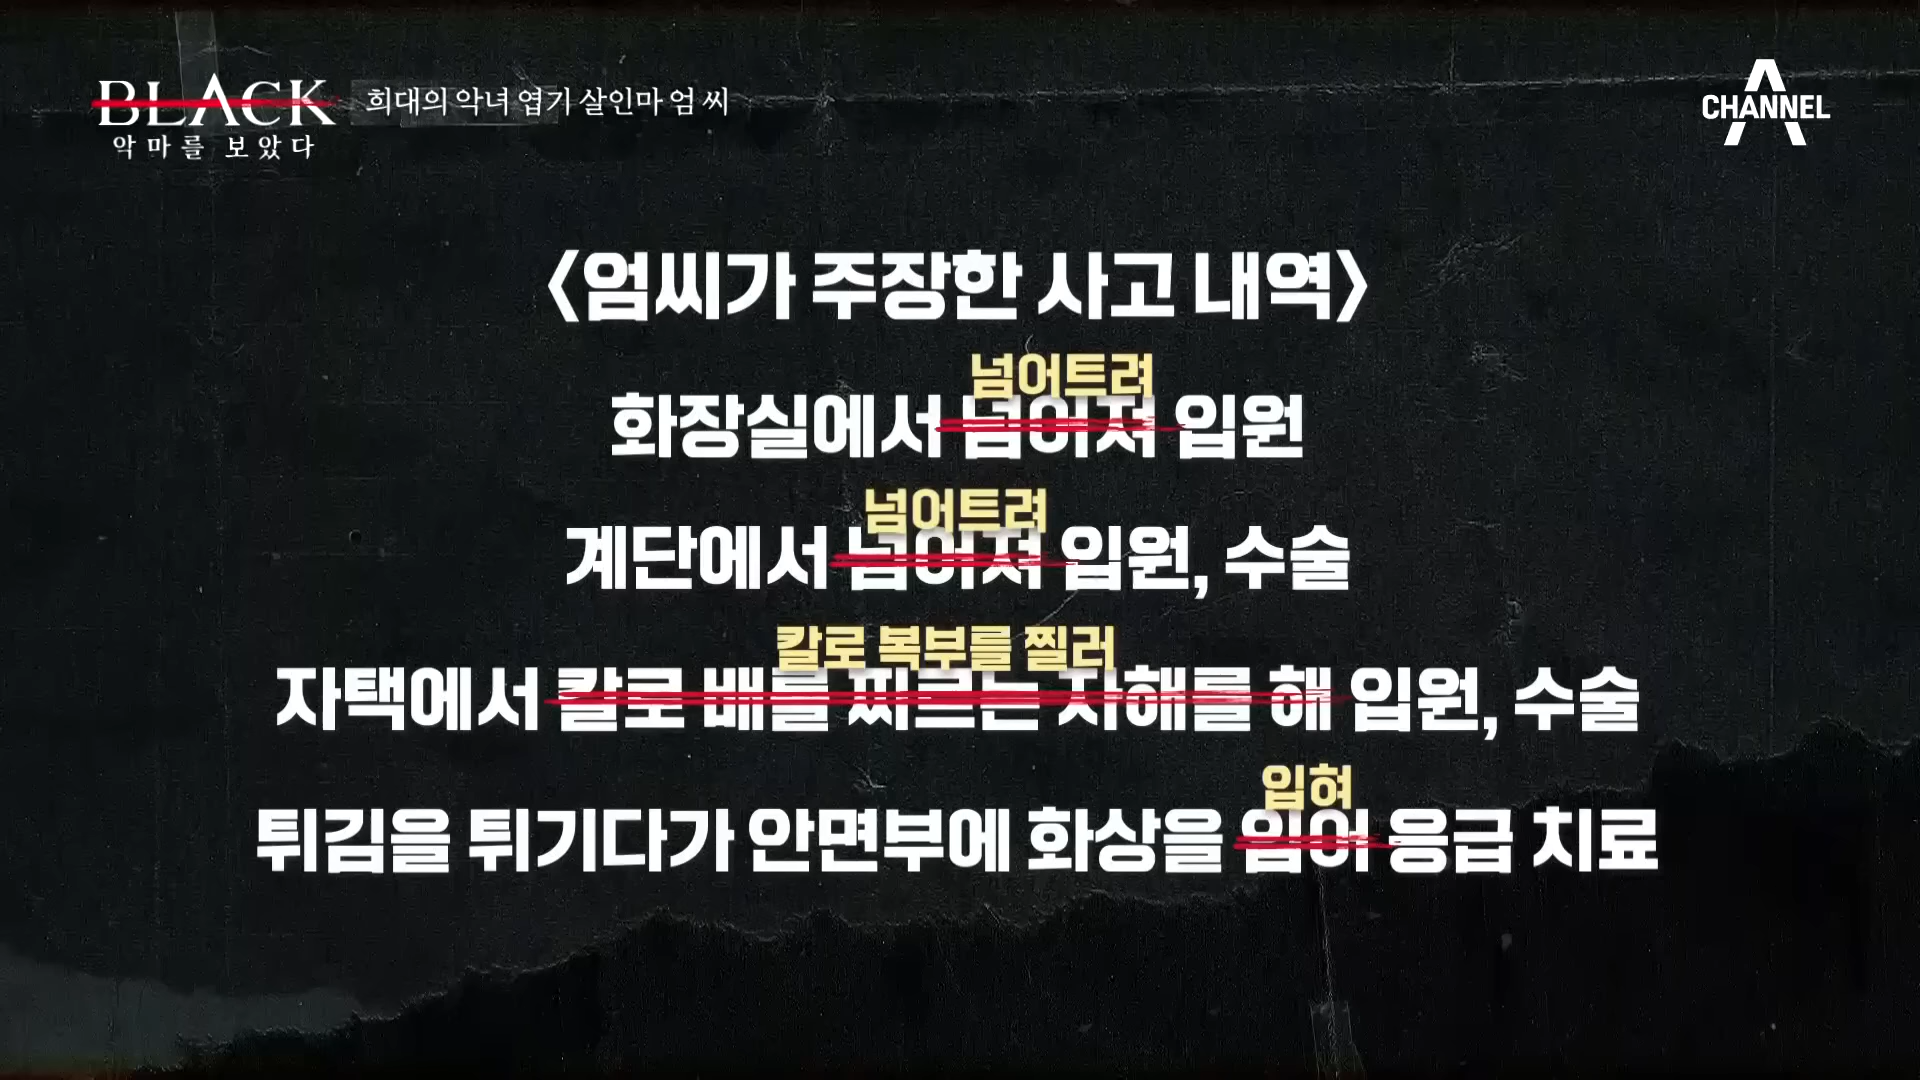 BLACK
악마를 보았다
희대의 악녀 엽기 살인마 엄 씨
CHANNEL A
〈엄씨가 주장한 사고 내역〉
넘어트려
화장실에서 넘어져 입원
넘어트려
계단에서 넘어져 입원, 수술
칼로 복부를 찔러
자택에서 칼로 배를 찌르는 자해를 해 입원, 수술
입혀
튀김을 튀기다가 안면부에 화상을 입어 응급 치료